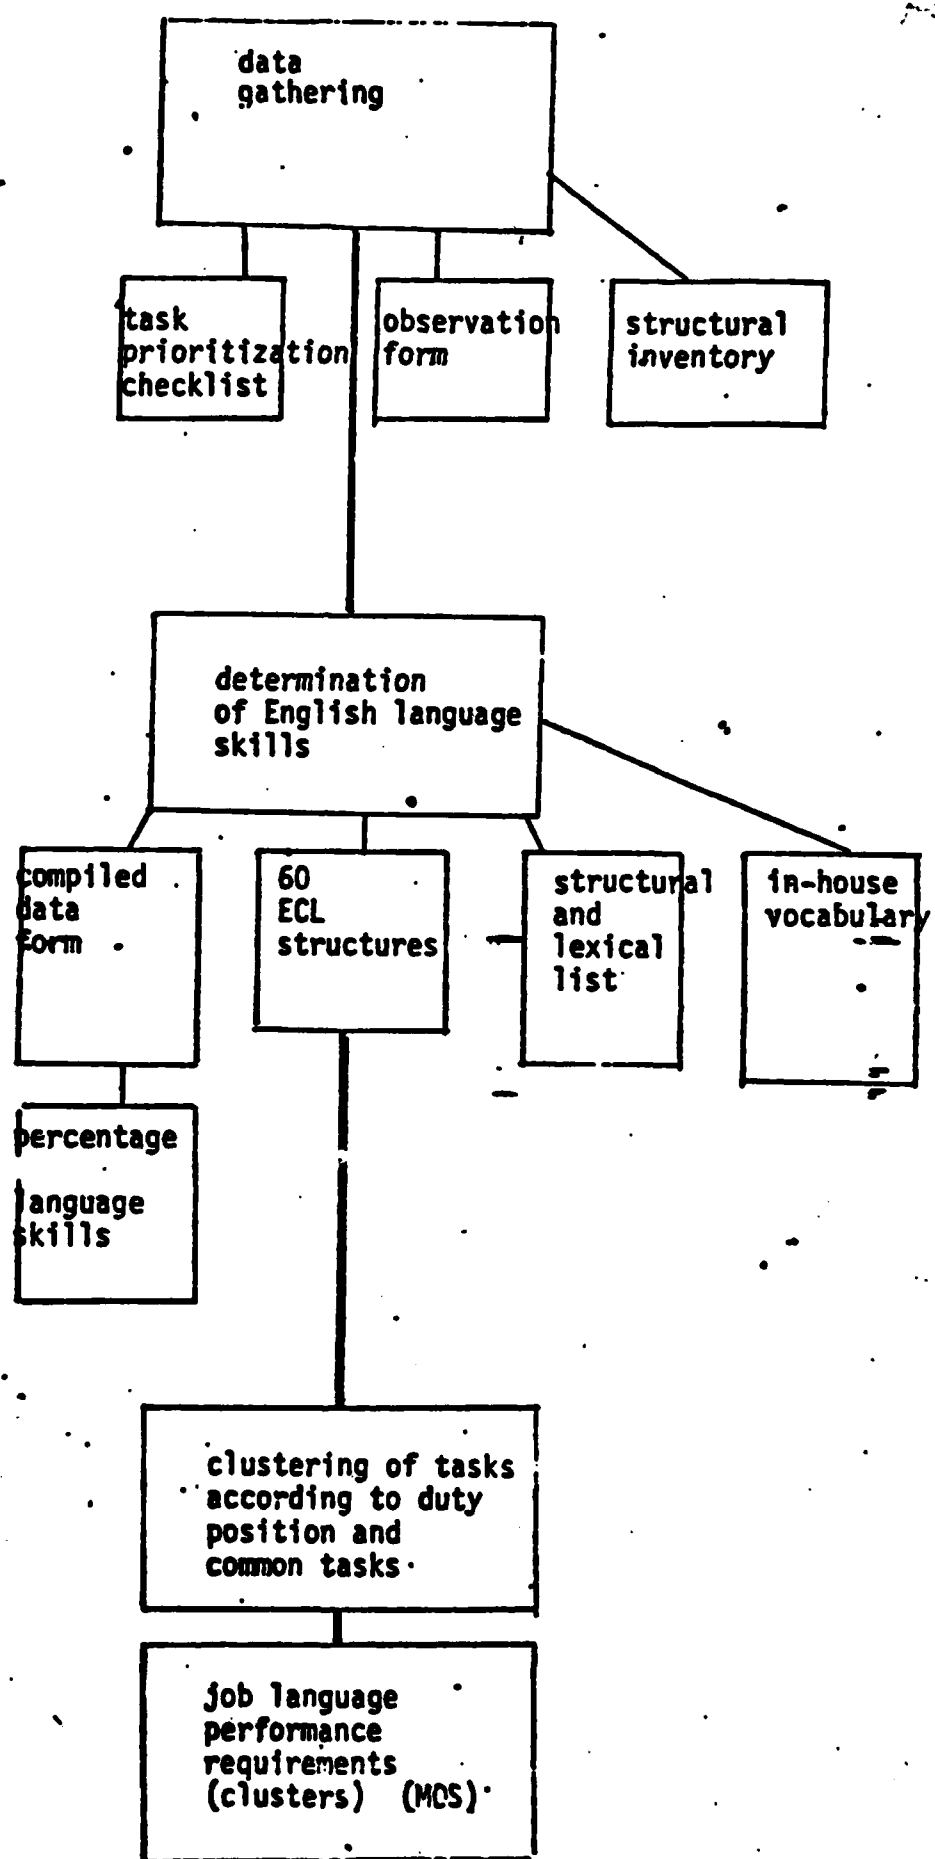 data
gathering
task
prioritization
checklist
observation
form
structural
inventory
determination
of English language
skills
compiled
data
form
60
ECL
structures
structural
and
lexical
list
in-house
vocabulary
percentage
language
skills
clustering of tasks
according to duty
position and
common tasks
job language
performance
requirements
(clusters) (MOS)